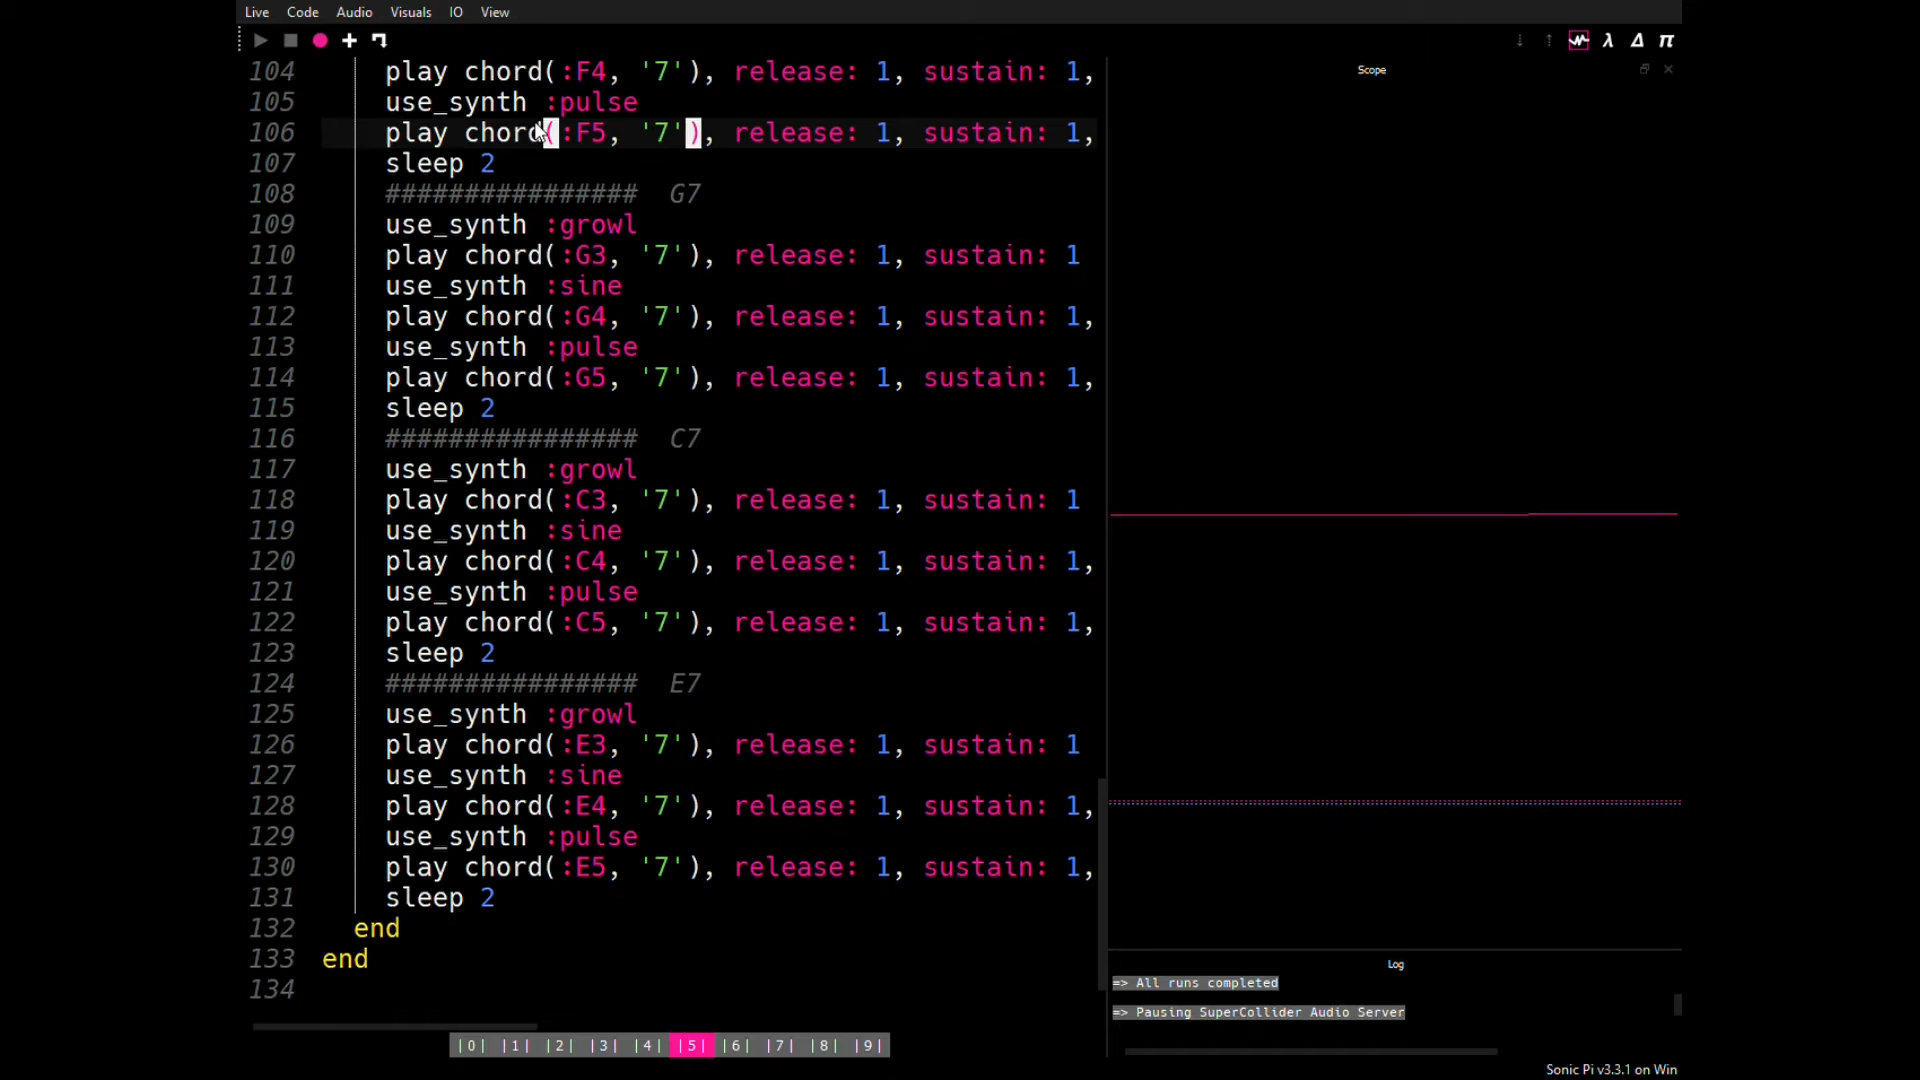 Live Code Audio Visuals IO View
Scope
104 play chord(:F4, '7'), release: 1, sustain: 1,
105 use_synth :pulse
106 play chord(:F5, '7'), release: 1, sustain: 1,
107 sleep 2
108 ################ G7
109 use_synth :growl
110 play chord(:G3, '7'), release: 1, sustain: 1
111 use_synth :sine
112 play chord(:G4, '7'), release: 1, sustain: 1,
113 use_synth :pulse
114 play chord(:G5, '7'), release: 1, sustain: 1,
115 sleep 2
116 ################ C7
117 use_synth :growl
118 play chord(:C3, '7'), release: 1, sustain: 1
119 use_synth :sine
120 play chord(:C4, '7'), release: 1, sustain: 1,
121 use_synth :pulse
122 play chord(:C5, '7'), release: 1, sustain: 1,
123 sleep 2
124 ################ E7
125 use_synth :growl
126 play chord(:E3, '7'), release: 1, sustain: 1
127 use_synth :sine
128 play chord(:E4, '7'), release: 1, sustain: 1,
129 use_synth :pulse
130 play chord(:E5, '7'), release: 1, sustain: 1,
131 sleep 2
132 end
133 end
134
Log
=> All runs completed
=> Pausing SuperCollider Audio Server
|0| |1| |2| |3| |4| |5| |6| |7| |8| |9|
Sonic Pi v3.3.1 on Win